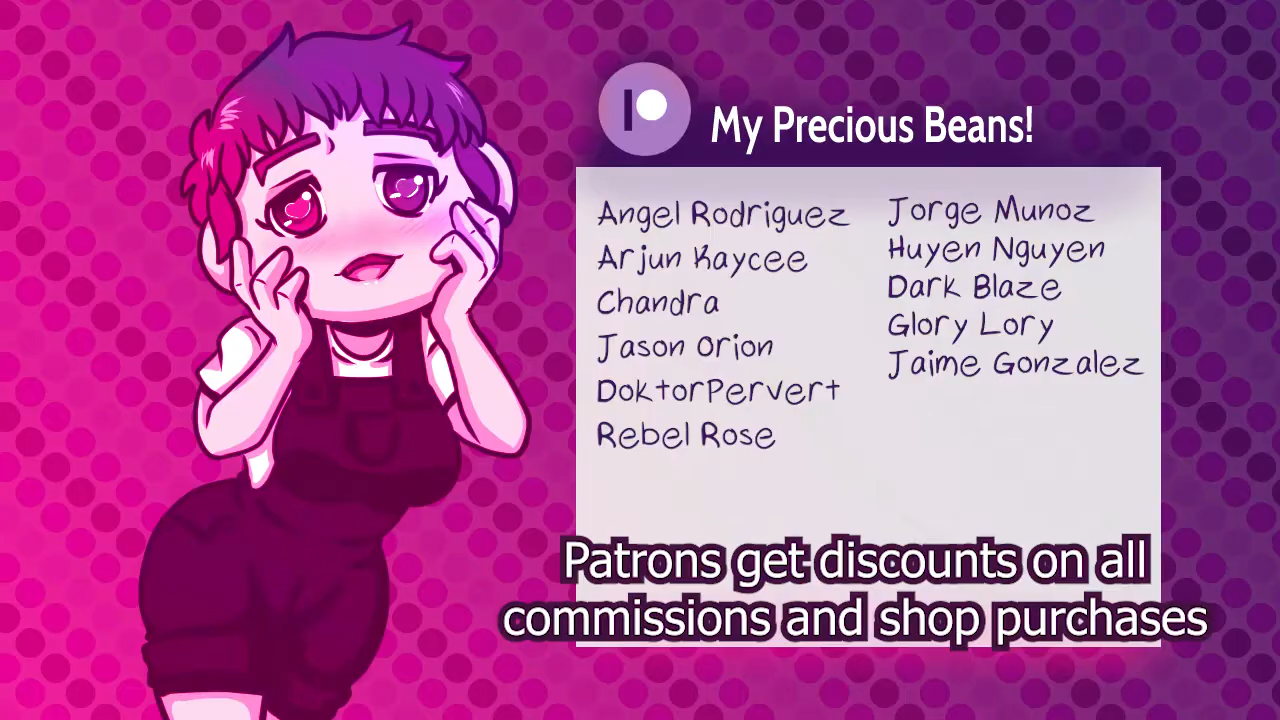 My Precious Beans!
Angel Rodriguez
Arjun Kaycee
Chandra
Jason Orion
DoktorPervert
Rebel Rose
Jorge Munoz
Huyen Nguyen
Dark Blaze
Glory Lory
Jaime Gonzalez
Patrons get discounts on all
commissions and shop purchases